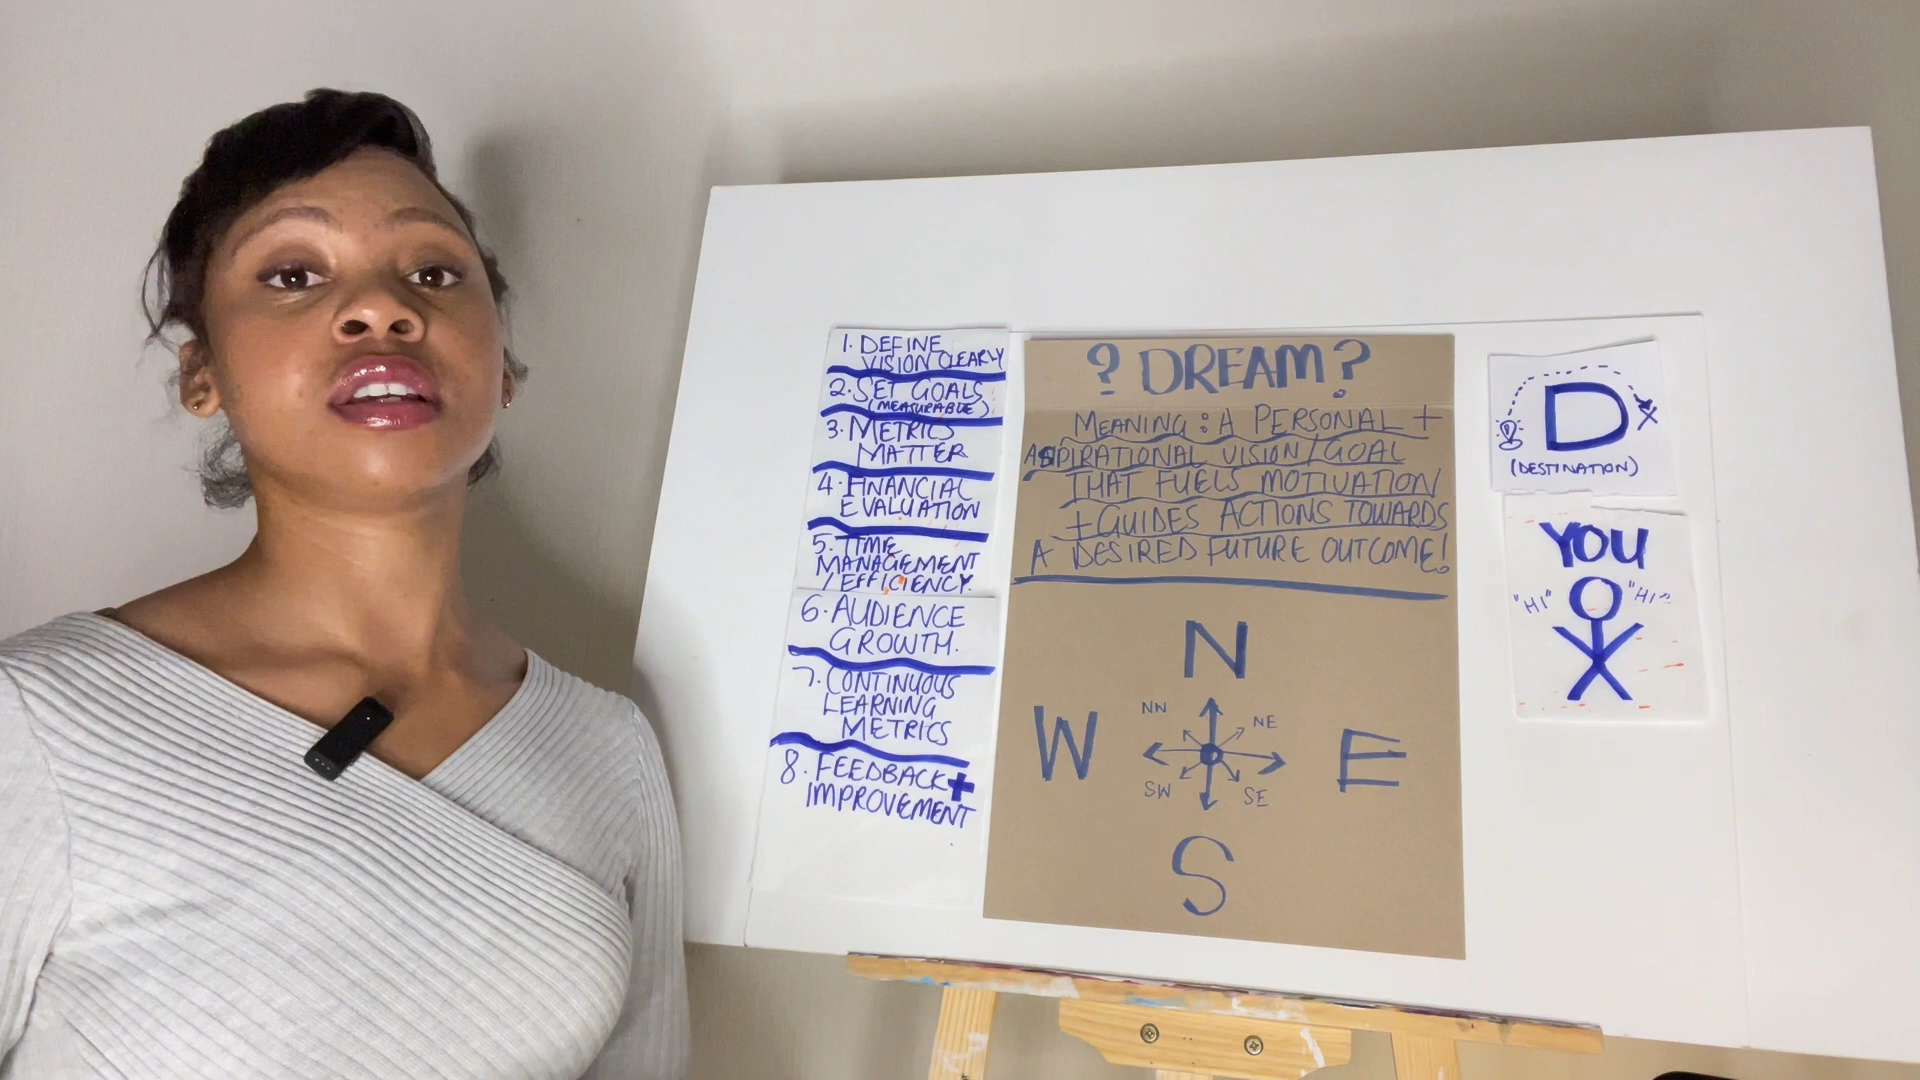 1. DEFINE
VISION CLEARLY
2. SET GOALS
(MEASURABLE)
3. METRICS
MATTER
4. FINANCIAL
EVALUATION
5. TIME
MANAGEMENT
/ EFFICIENCY.
6. AUDIENCE
GROWTH.
7. CONTINUOUS
LEARNING
METRICS
8. FEEDBACK +
IMPROVEMENT
? DREAM ?
MEANING : A PERSONAL +
ASPIRATIONAL VISION/GOAL
THAT FUELS MOTIVATION
+ GUIDES ACTIONS TOWARDS
A DESIRED FUTURE OUTCOME!
N
NN
NE
W
E
SW
SE
S
D
X
(DESTINATION)
YOU
"HI" "HI"